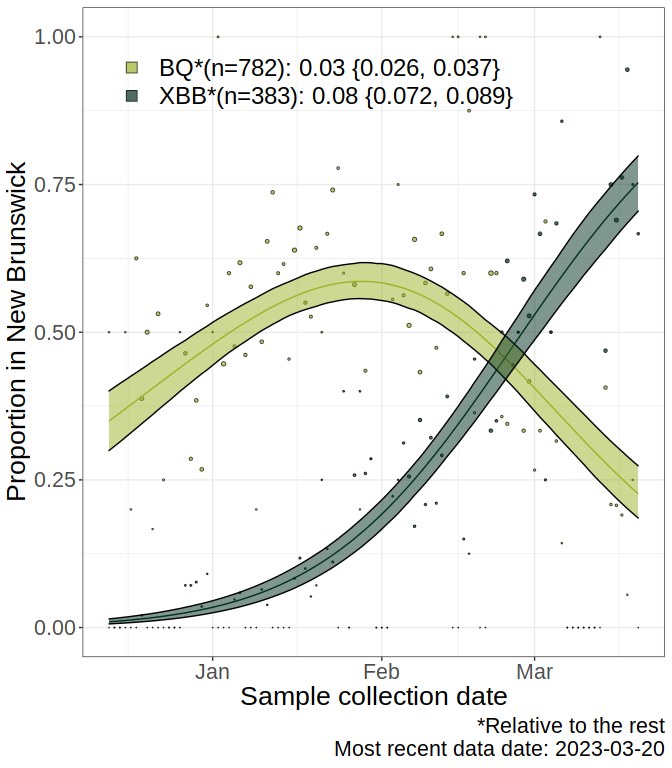 1.00
0.75
0.50
0.25
0.00
Proportion in New Brunswick
BQ*(n=782): 0.03 {0.026, 0.037}
XBB*(n=383): 0.08 {0.072, 0.089}
Jan
Feb
Mar
Sample collection date
*Relative to the rest
Most recent data date: 2023-03-20